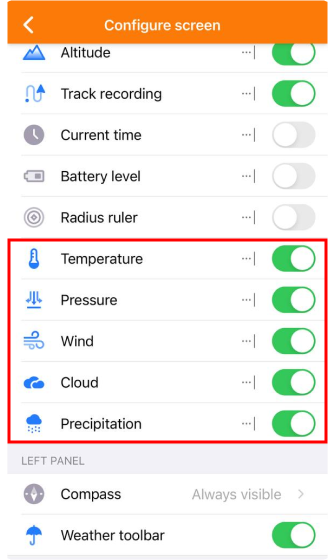 Configure screen
Altitude
Track recording
Current time
Battery level
Radius ruler
Temperature
Pressure
Wind
Cloud
Precipitation
LEFT PANEL
Compass Always visible
Weather toolbar